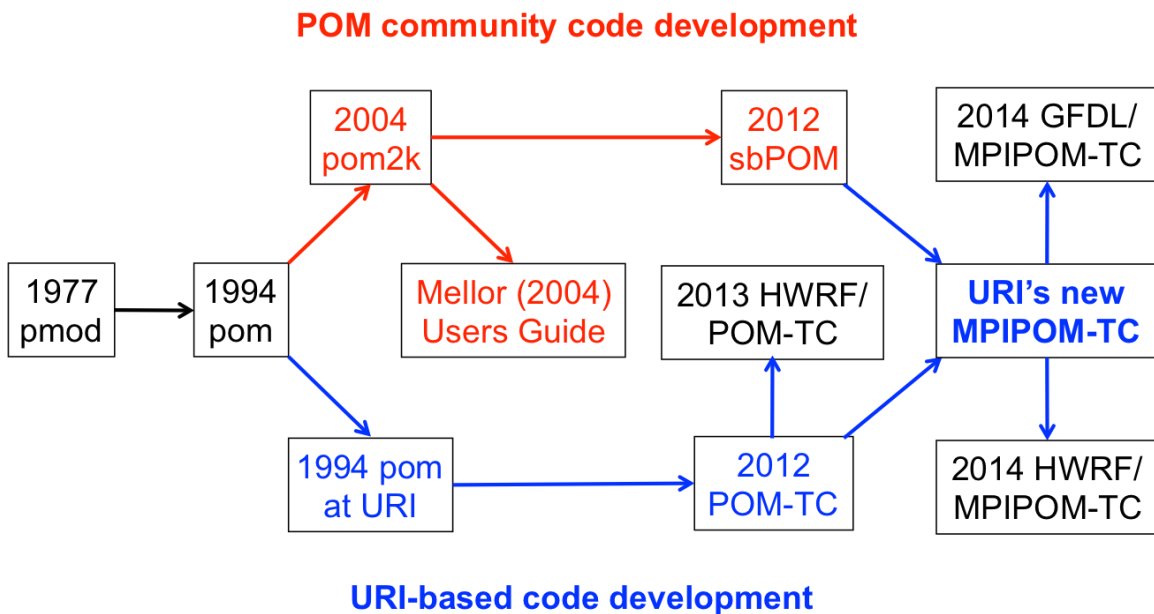 POM community code development
2004
pom2k
2012
sbPOM
2014 GFDL/
MPIPOM-TC
1977
pmod
1994
pom
Mellor (2004)
Users Guide
2013 HWRF/
POM-TC
URI's new
MPIPOM-TC
1994 pom
at URI
2012
POM-TC
2014 HWRF/
MPIPOM-TC
URI-based code development